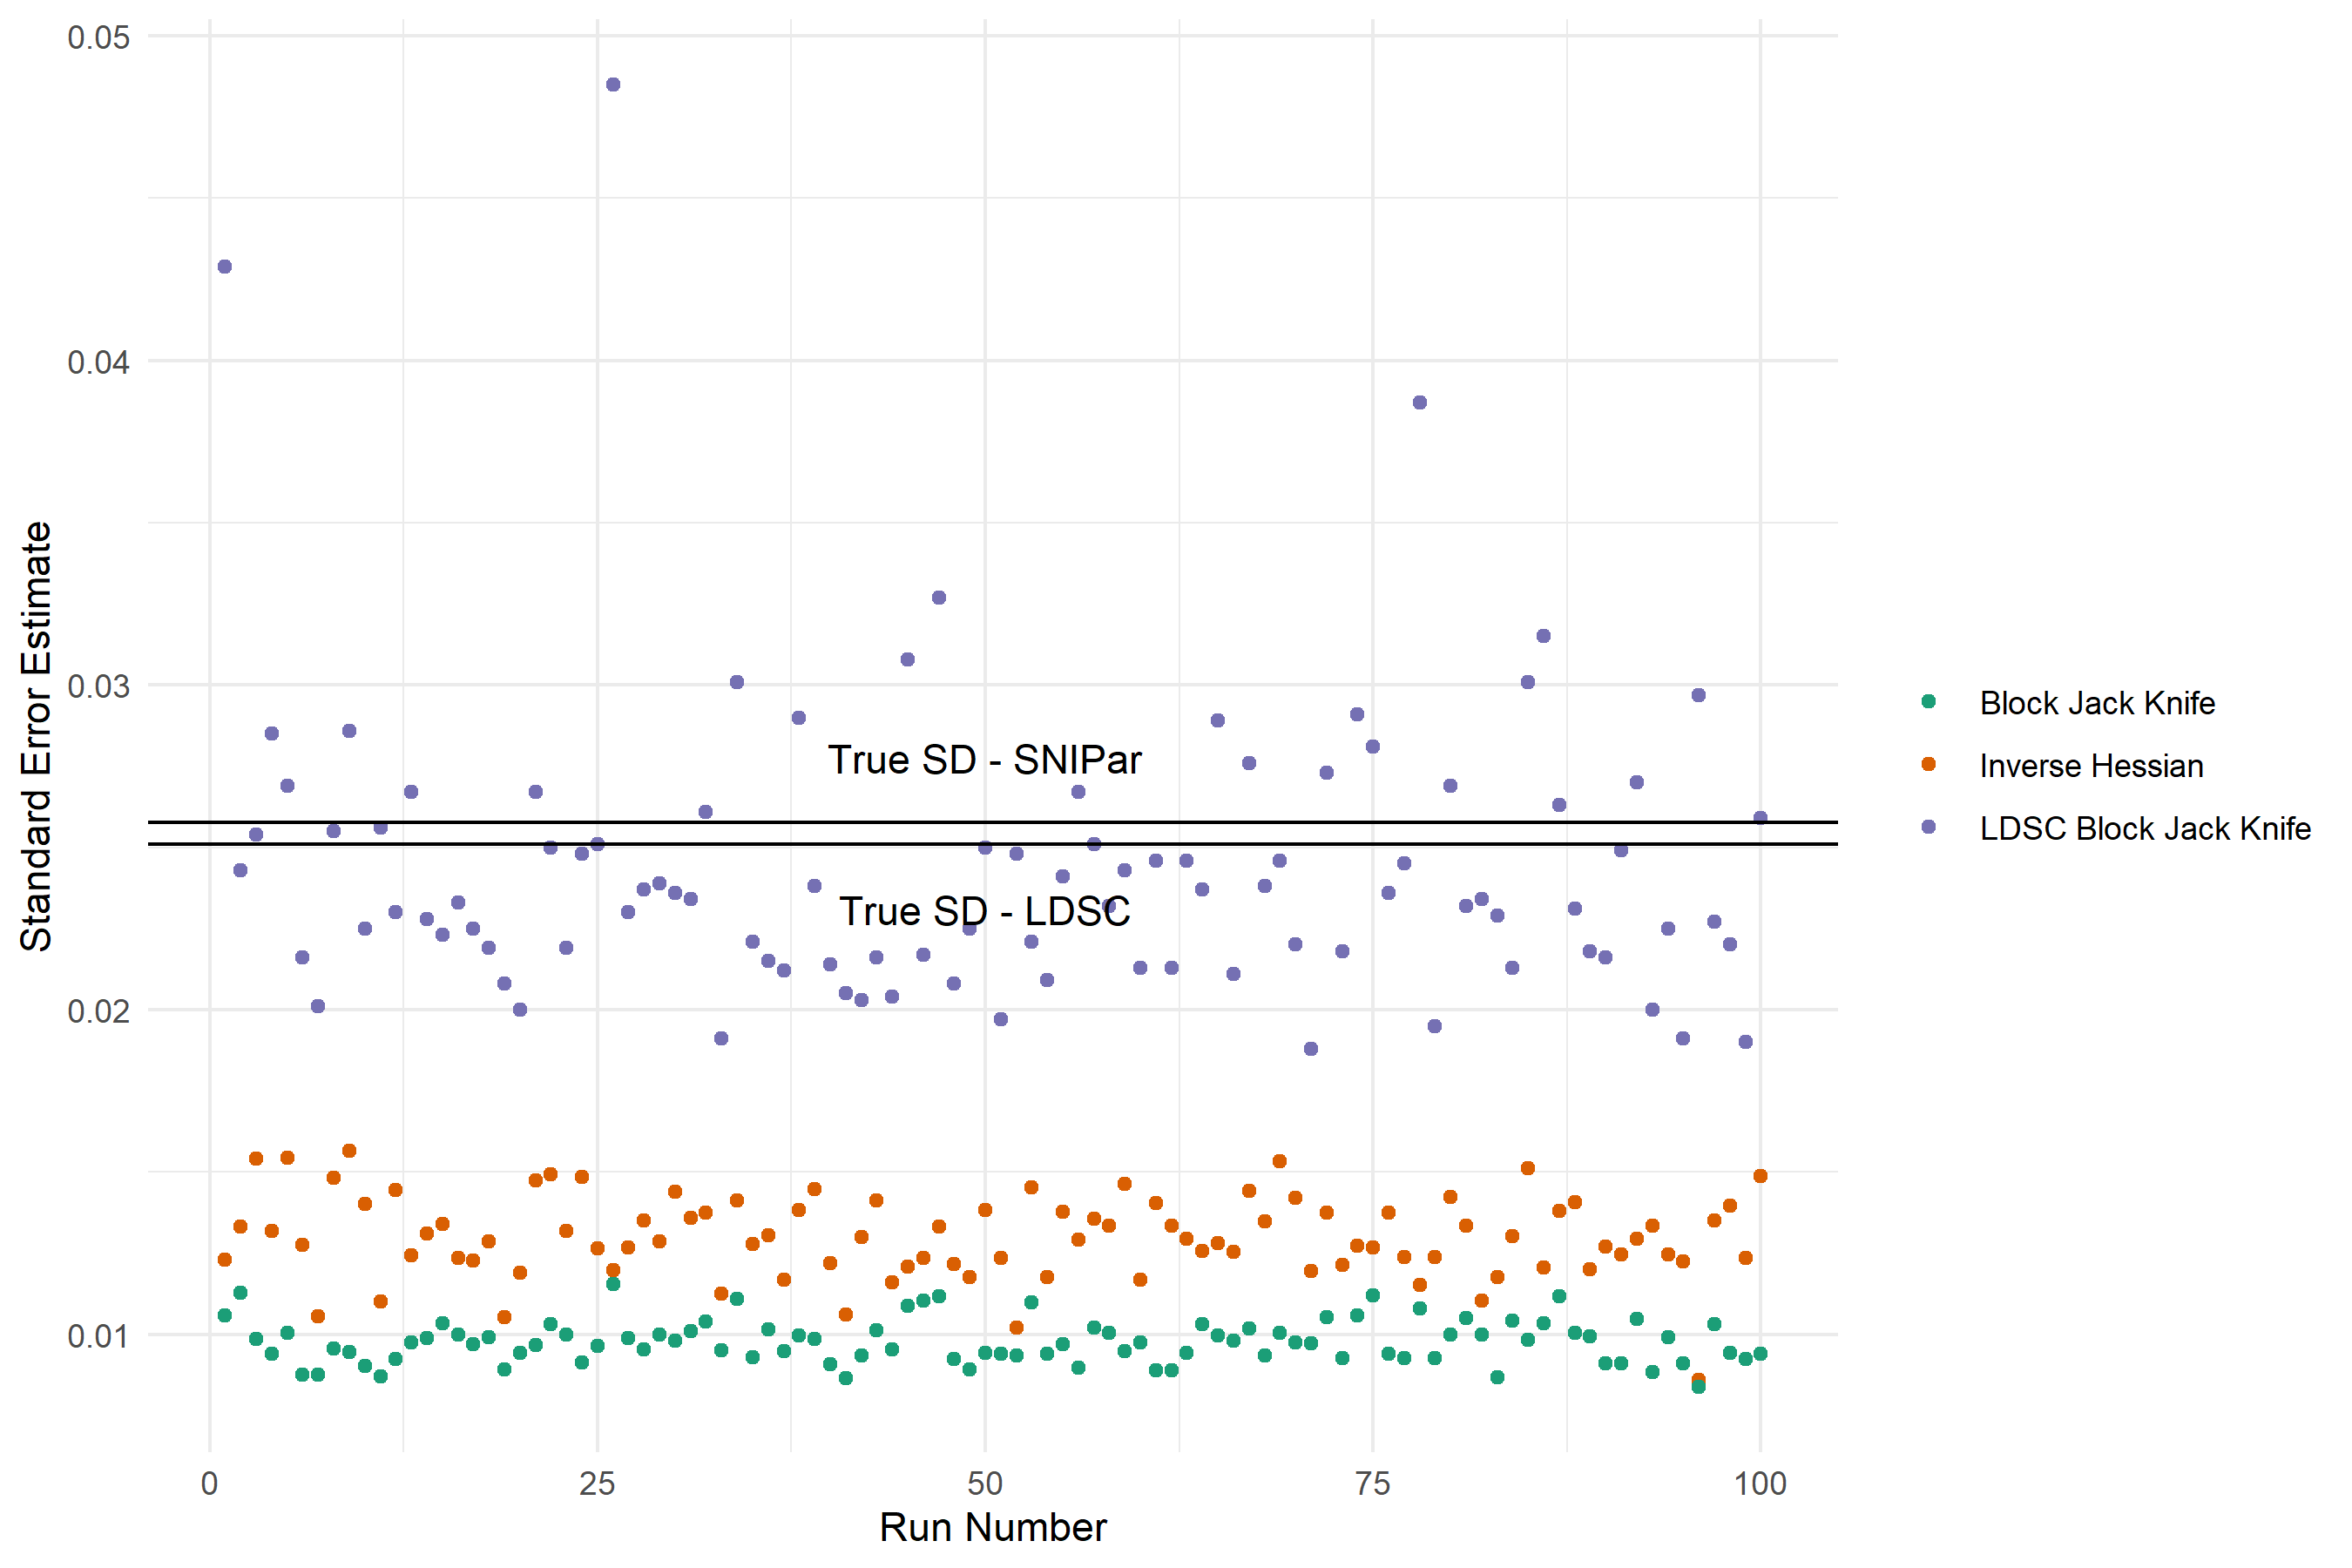 0.05
0.04
0.03
0.02
0.01
Standard Error Estimate
True SD - SNIPar
True SD - LDSC
0
25
50
75
100
Run Number
Block Jack Knife
Inverse Hessian
LDSC Block Jack Knife